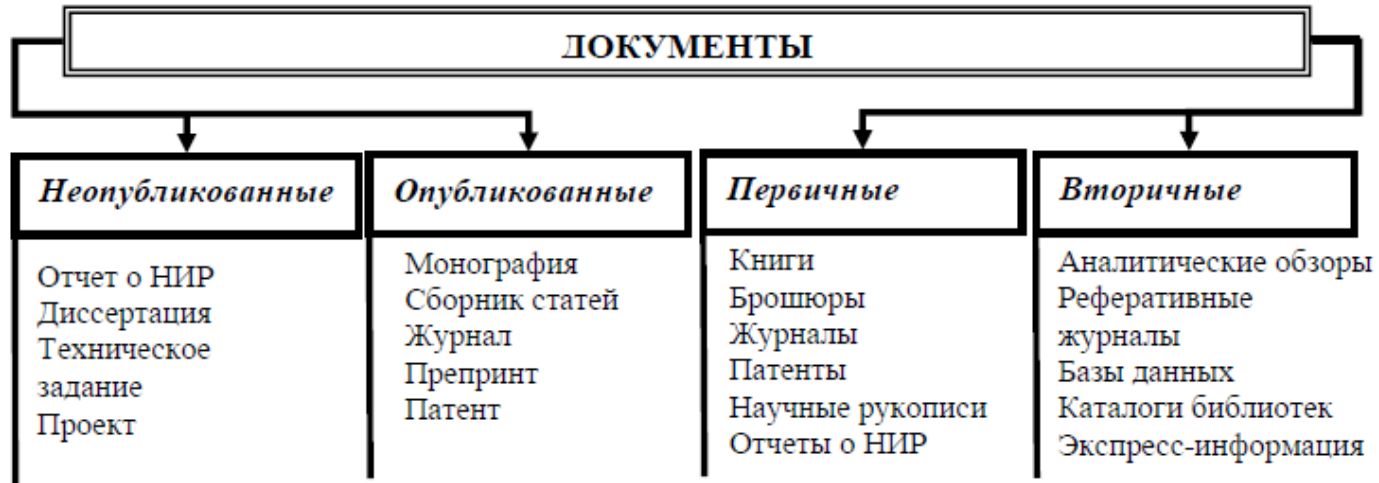 ДОКУМЕНТЫ
Неопубликованные
Отчет о НИР
Диссертация
Техническое
задание
Проект
Опубликованные
Монография
Сборник статей
Журнал
Препринт
Патент
Первичные
Книги
Брошюры
Журналы
Патенты
Научные рукописи
Отчеты о НИР
Вторичные
Аналитические обзоры
Реферативные
журналы
Базы данных
Каталоги библиотек
Экспресс-информация